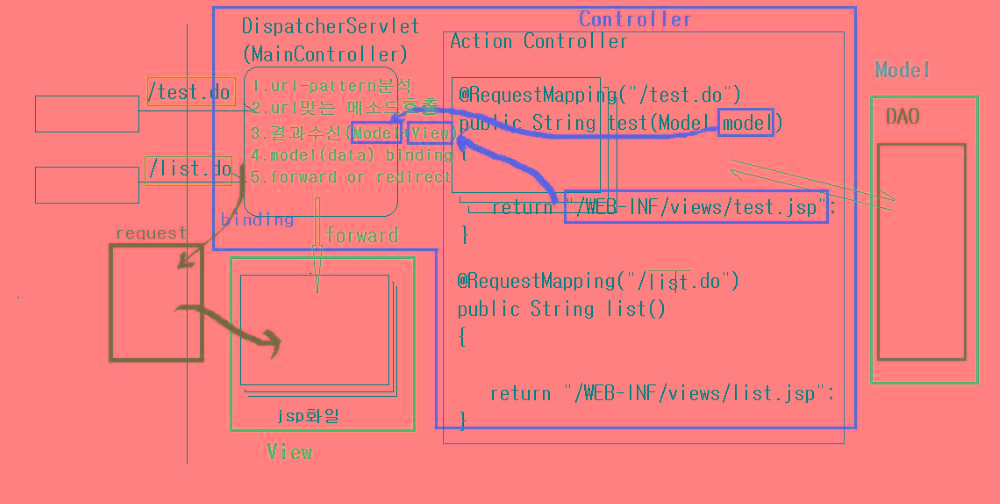 Controller
DispatcherServlet
(MainController)
Action Controller
/test.do
1.url-pattern분석
2.url맞는 메소드호출
3.결과수신(Model+View)
4.model(data) binding
5.forward or redirect
/list.do
binding
request
forward
@RequestMapping("/test.do")
public String test(Model model)
{
return "/WEB-INF/views/test.jsp";
}
@RequestMapping("/list.do")
public String list()
{
return "/WEB-INF/views/list.jsp";
}
jsp화일
View
Model
DAO